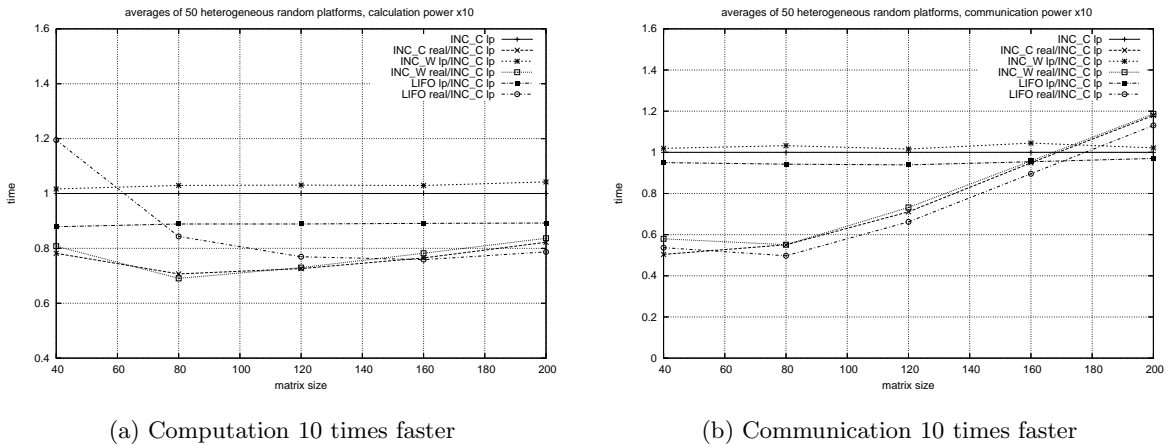 averages of 50 heterogeneous random platforms, calculation power x10
1.6
1.4
1.2
1
0.8
0.6
0.4
time
INC_C lp
INC_C real/INC_C lp
INC_W lp/INC_C lp
INC_W real/INC_C lp
LIFO lp/INC_C lp
LIFO real/INC_C lp
40 60 80 100 120 140 160 180 200
matrix size
(a) Computation 10 times faster
averages of 50 heterogeneous random platforms, communication power x10
1.6
1.4
1.2
1
0.8
0.6
0.4
0.2
0
time
INC_C lp
INC_C real/INC_C lp
INC_W lp/INC_C lp
INC_W real/INC_C lp
LIFO lp/INC_C lp
LIFO real/INC_C lp
40 60 80 100 120 140 160 180 200
matrix size
(b) Communication 10 times faster